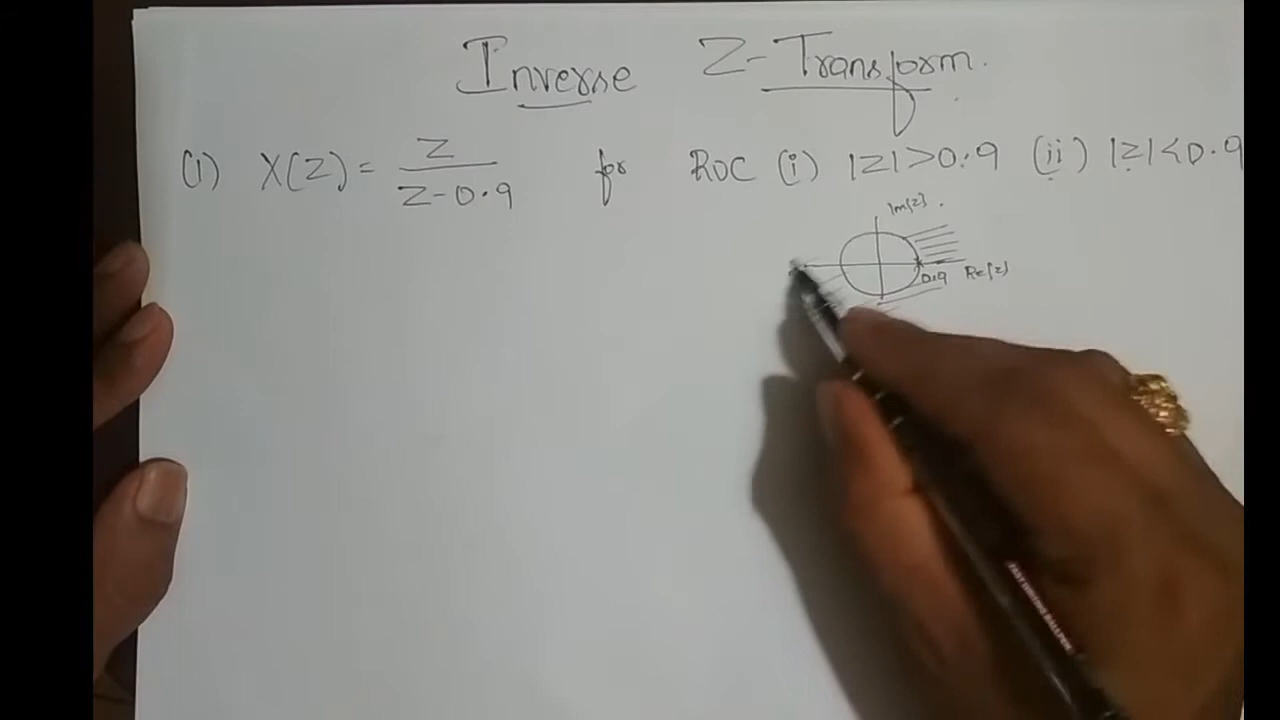 Inverse Z-Transform.
(1) X(Z) = Z / Z-0.9 for ROC (i) |Z|>0.9 (ii) |Z|<0.9
Im{z}.
0.9 Re{z}